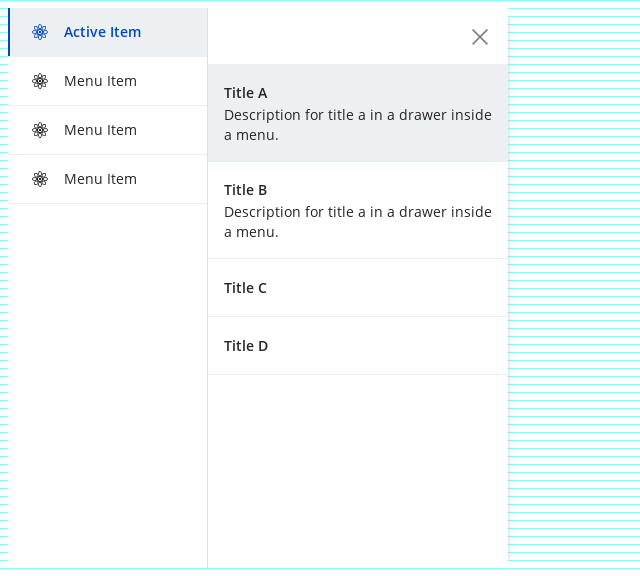 Active Item
Menu Item
Menu Item
Menu Item
Title A
Description for title a in a drawer inside
a menu.
Title B
Description for title a in a drawer inside
a menu.
Title C
Title D